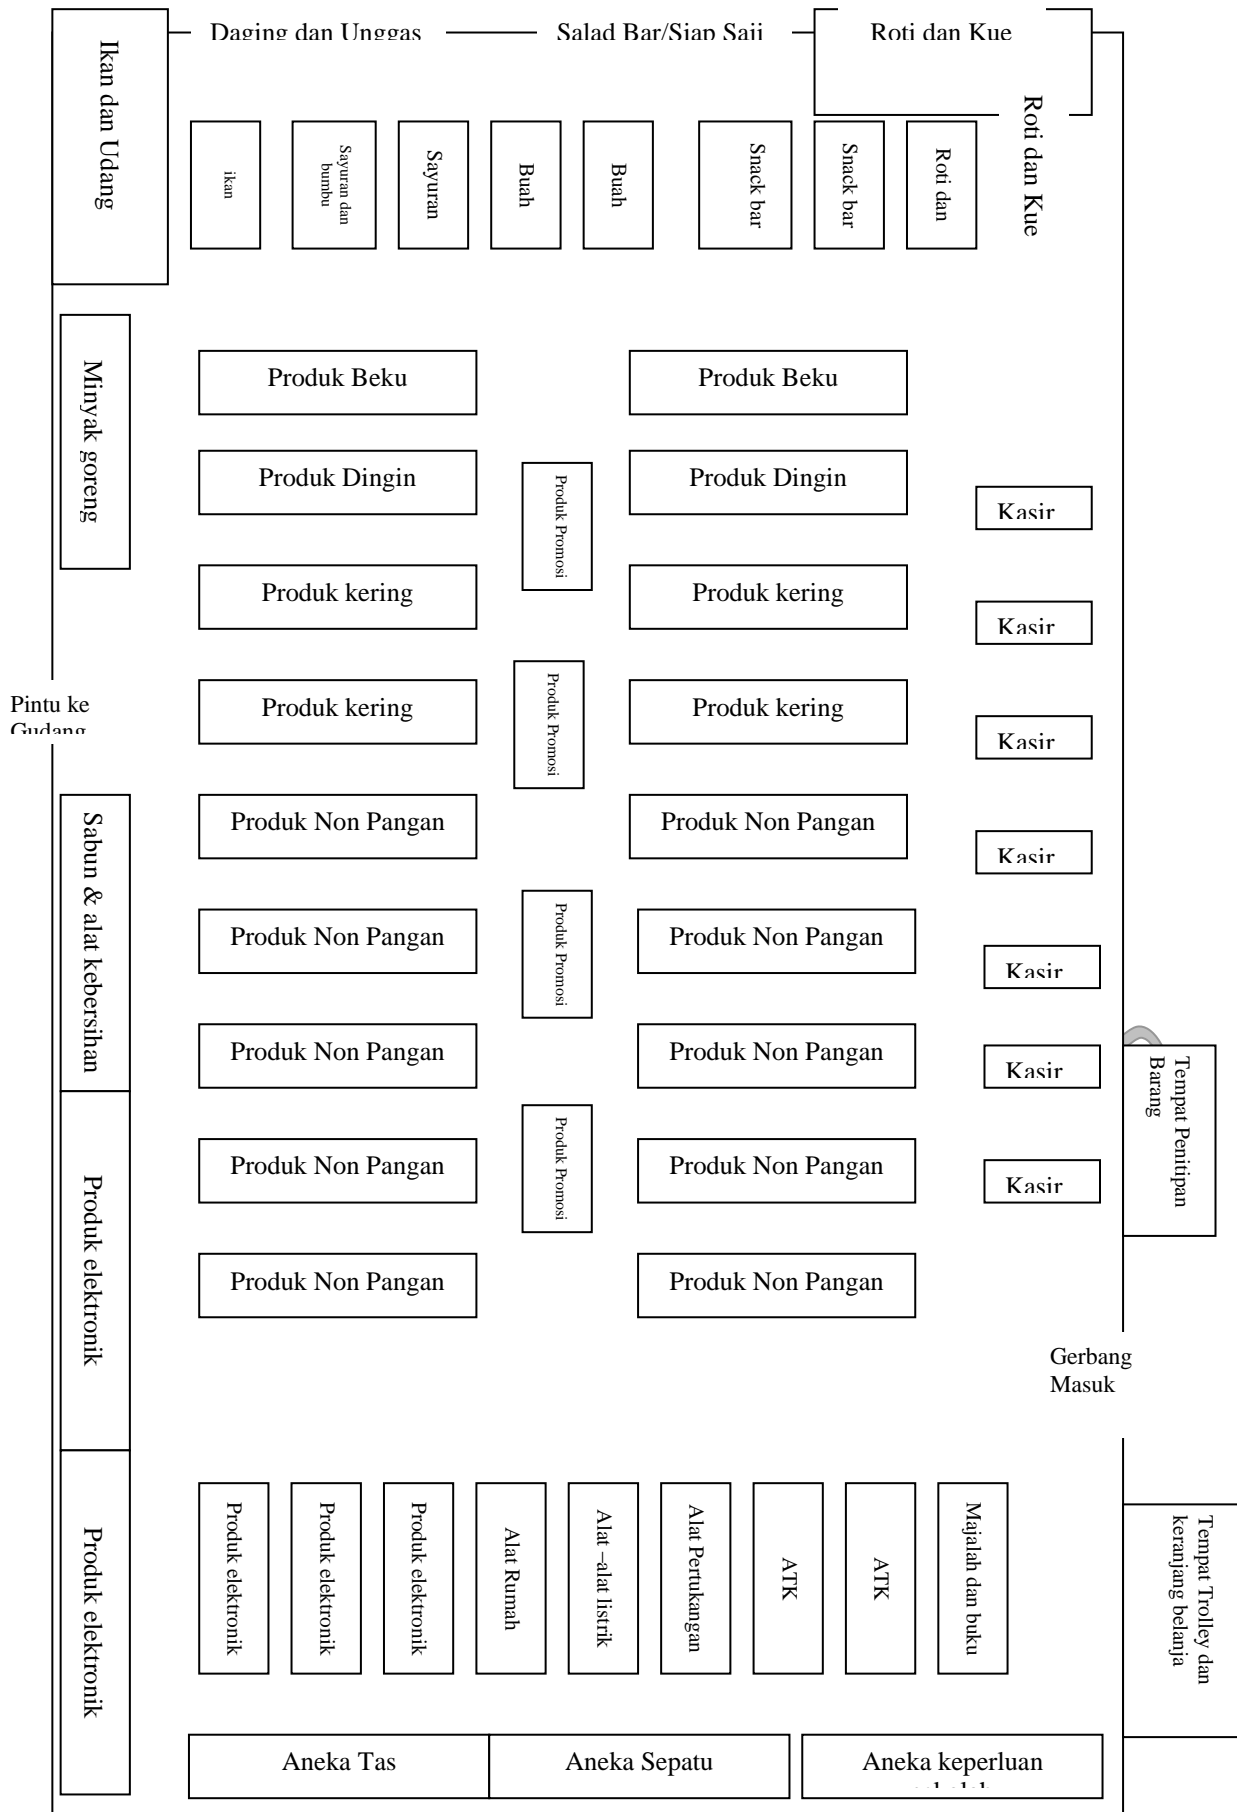 Daging dan Unggas
Salad Bar/Siap Saji
Roti dan Kue
Ikan dan Udang
ikan
Sayuran dan
bumbu
Sayuran
Buah
Buah
Snack bar
Snack bar
Roti dan
Roti dan Kue
Minyak goreng
Produk Beku
Produk Beku
Produk Dingin
Produk Promosi
Produk Dingin
Kasir
Produk kering
Produk kering
Kasir
Pintu ke
Gudang
Produk kering
Produk Promosi
Produk kering
Kasir
Sabun & alat kebersihan
Produk Non Pangan
Produk Non Pangan
Kasir
Produk Non Pangan
Produk Promosi
Produk Non Pangan
Kasir
Produk Non Pangan
Produk Non Pangan
Kasir
Tempat Penitipan
Barang
Produk elektronik
Produk Non Pangan
Produk Promosi
Produk Non Pangan
Kasir
Produk Non Pangan
Produk Non Pangan
Gerbang
Masuk
Produk elektronik
Produk elektronik
Produk elektronik
Produk elektronik
Alat Rumah
Alat –alat listrik
Alat Pertukangan
ATK
ATK
Majalah dan buku
Tempat Trolley dan
keranjang belanja
Aneka Tas
Aneka Sepatu
Aneka keperluan